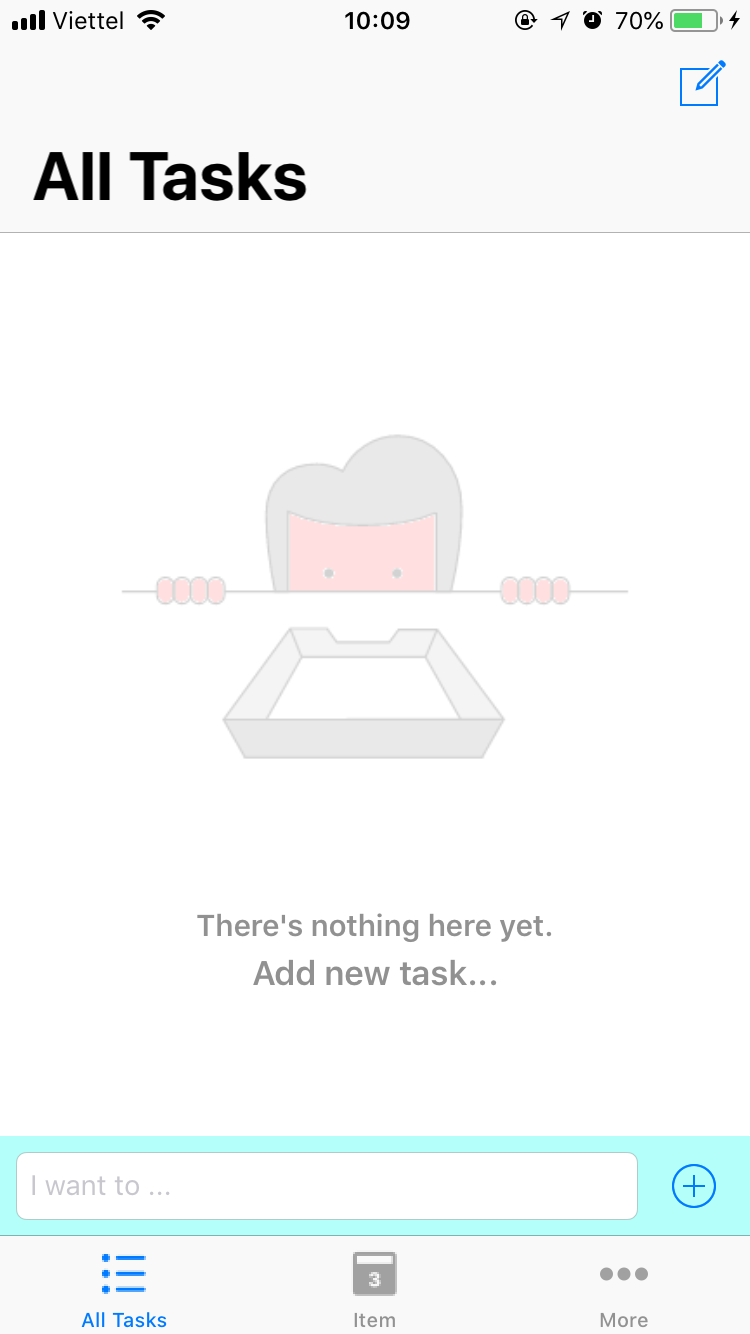 Viettel 10:09 70%
All Tasks
There's nothing here yet.
Add new task...
I want to ...
3
All Tasks Item More